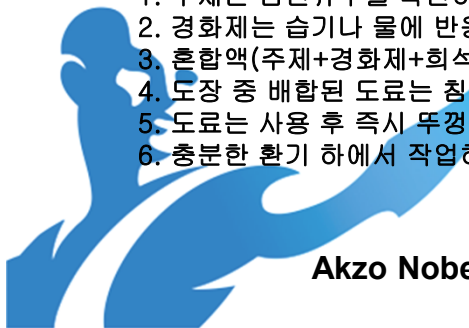 2. 경화제는 습기나 물에 반응
3. 혼합액(주제+경화제+희석
4. 도장 중 배합된 도료는 침
5. 도료는 사용 후 즉시 뚜껑
6. 충분한 환기 하에서 작업하
Akzo Nobe